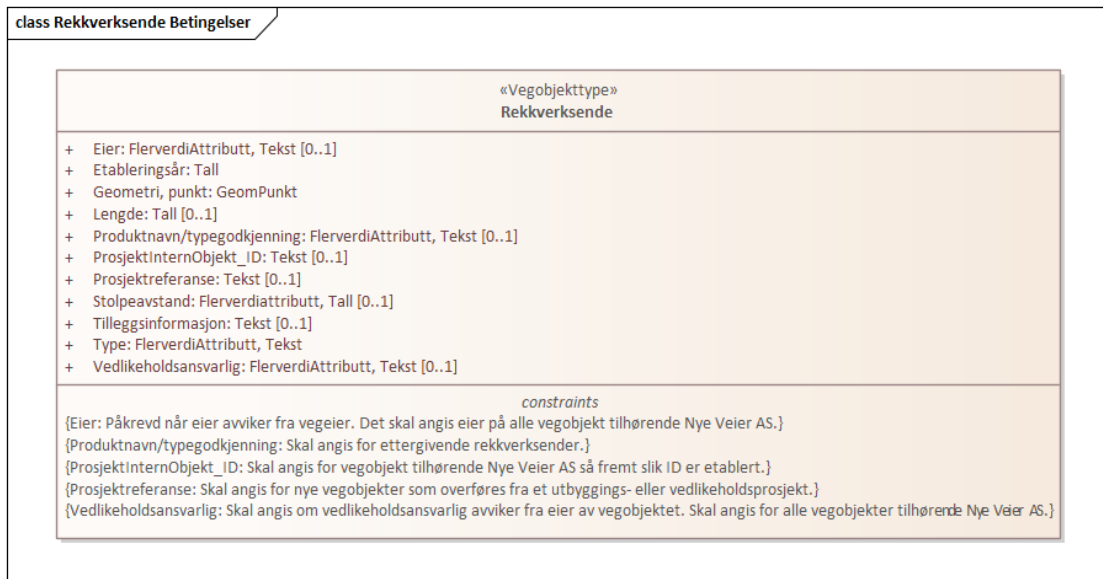 class Rekkverksende Betingelser
«Vegobjekttype»
Rekkverksende
+ Eier: FlerverdiAttributt, Tekst [0..1]
+ Etableringsår: Tall
+ Geometri, punkt: GeomPunkt
+ Lengde: Tall [0..1]
+ Produktnavn/typegodkjenning: FlerverdiAttributt, Tekst [0..1]
+ ProsjektInternObjekt_ID: Tekst [0..1]
+ Prosjektreferanse: Tekst [0..1]
+ Stolpeavstand: Flerverdiattributt, Tall [0..1]
+ Tilleggsinformasjon: Tekst [0..1]
+ Type: FlerverdiAttributt, Tekst
+ Vedlikeholdsansvarlig: FlerverdiAttributt, Tekst [0..1]
constraints
{Eier: Påkrevd når eier avviker fra vegeier. Det skal angis eier på alle vegobjekt tilhørende Nye Veier AS.}
{Produktnavn/typegodkjenning: Skal angis for ettergivende rekkverksender.}
{ProsjektInternObjekt_ID: Skal angis for vegobjekt tilhørende Nye Veier AS så fremt slik ID er etablert.}
{Prosjektreferanse: Skal angis for nye vegobjekter som overføres fra et utbyggings- eller vedlikeholdsprosjekt.}
{Vedlikeholdsansvarlig: Skal angis om vedlikeholdsansvarlig avviker fra eier av vegobjektet. Skal angis for alle vegobjekter tilhørende Nye Veier AS.}